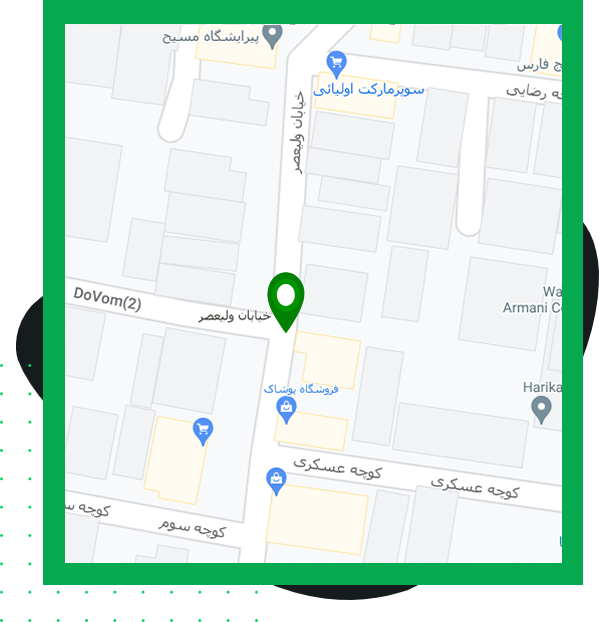 پیرایشگاه مسیح
فارس
سوپرمارکت اولیائی
رضایی
خیابان ولیعصر
DoVom(2)
خیابان ولیعصر
Armani
فروشگاه پوشاک
Harika
کوچه عسکری
کوچه عسکری
کوچه
کوچه سوم